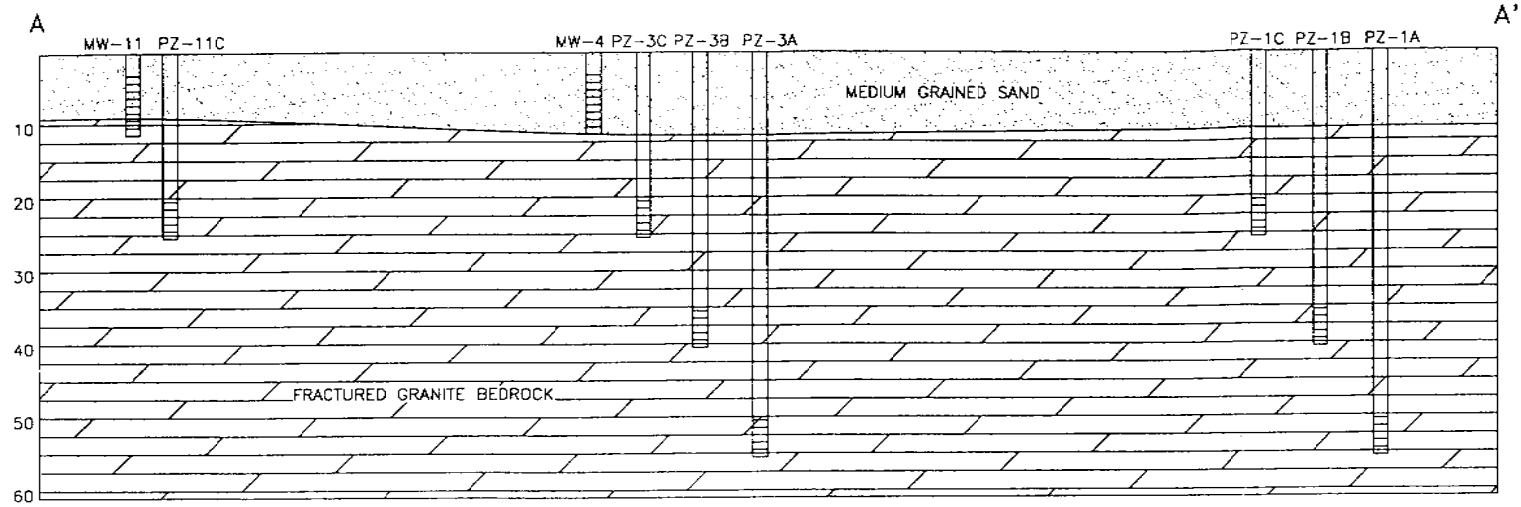 A A'
MW-11 PZ-11C MW-4 PZ-3C PZ-3B PZ-3A PZ-1C PZ-1B PZ-1A
MEDIUM GRAINED SAND
10
20
30
40
FRACTURED GRANITE BEDROCK
50
60